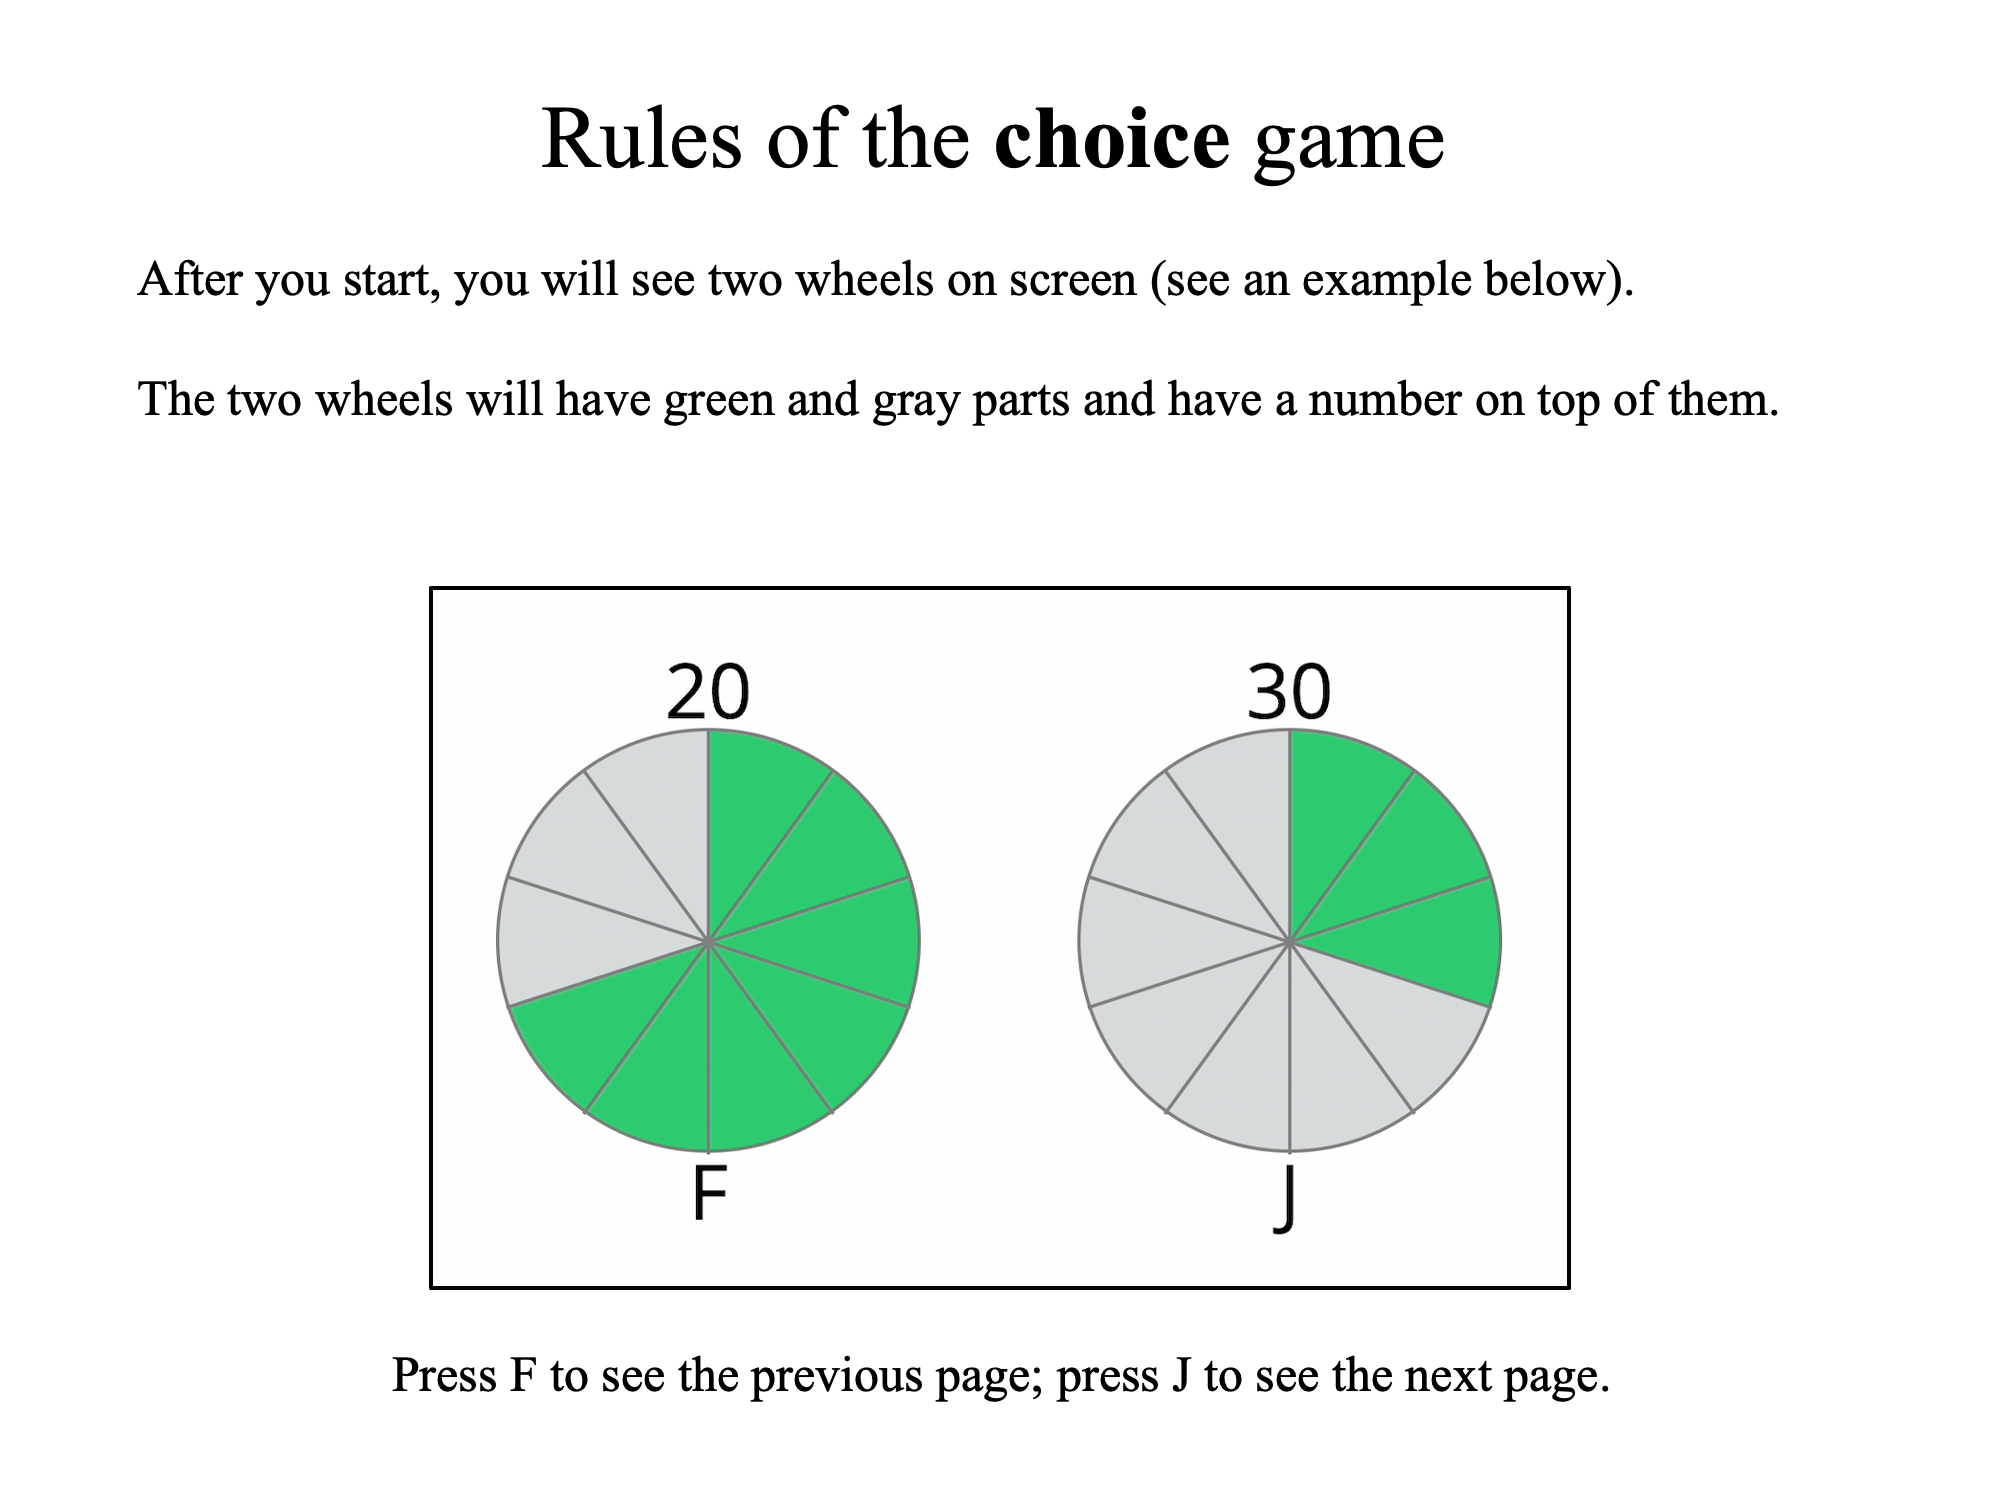 Rules of the choice game
After you start, you will see two wheels on screen (see an example below).
The two wheels will have green and gray parts and have a number on top of them.
20
30
F
J
Press F to see the previous page; press J to see the next page.